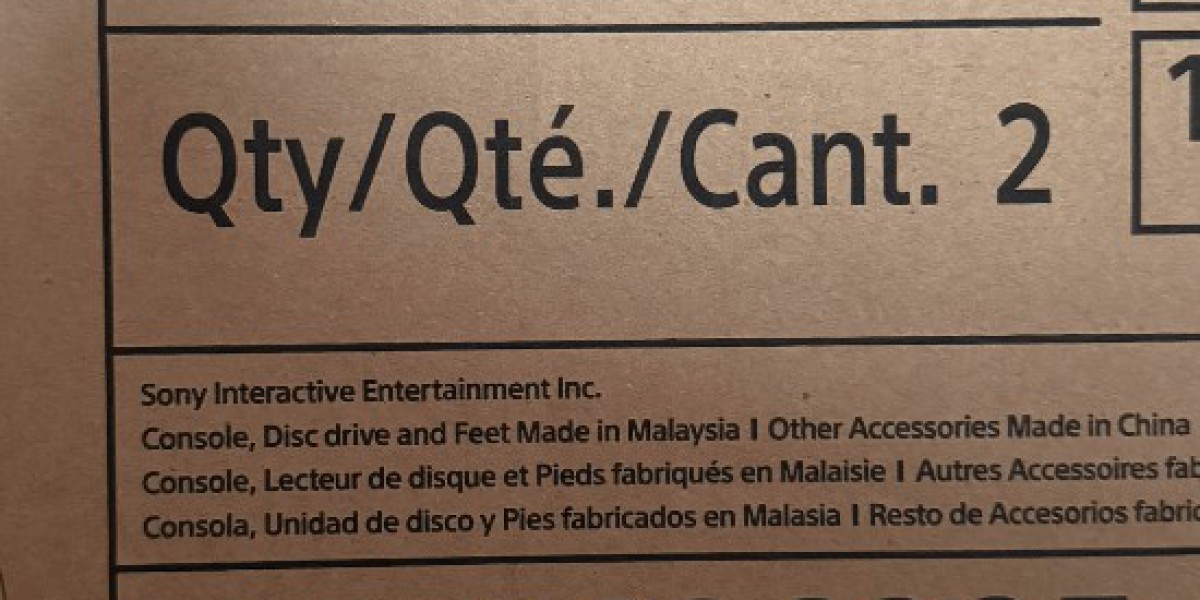 Qty/Qté./Cant. 2
Sony Interactive Entertainment Inc.
Console, Disc drive and Feet Made in Malaysia I Other Accessories Made in China
Console, Lecteur de disque et Pieds fabriqués en Malaisie I Autres Accessoires
Consola, Unidad de disco y Pies fabricados en Malasia I Resto de Accesorios